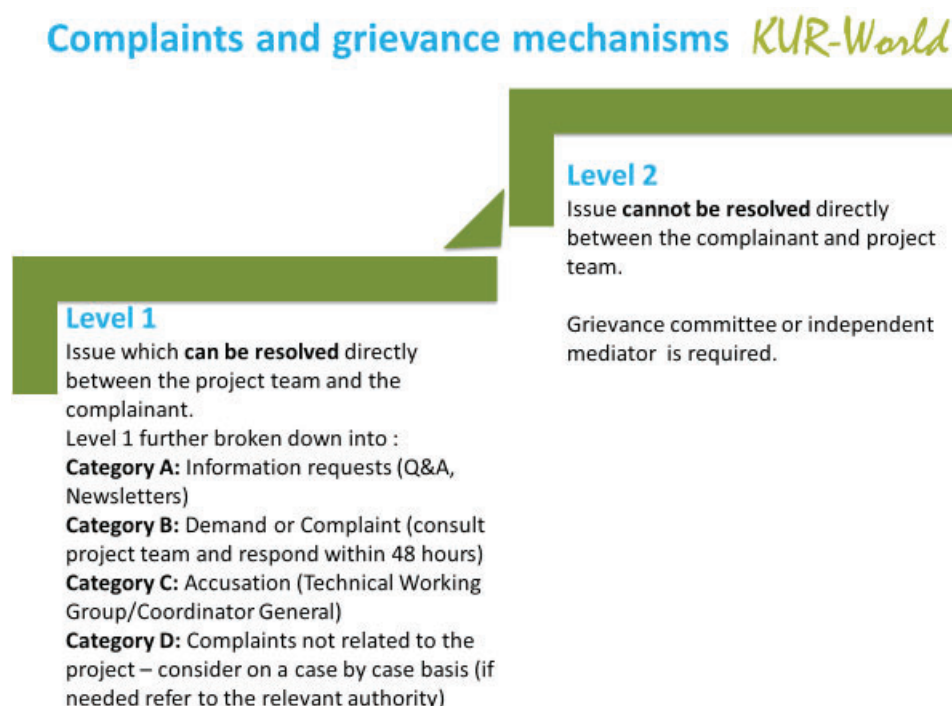 Complaints and grievance mechanisms KUR-World
Level 1
Issue which can be resolved directly
between the project team and the
complainant.
Level 1 further broken down into :
Category A: Information requests (Q&A,
Newsletters)
Category B: Demand or Complaint (consult
project team and respond within 48 hours)
Category C: Accusation (Technical Working
Group/Coordinator General)
Category D: Complaints not related to the
project – consider on a case by case basis (if
needed refer to the relevant authority)
Level 2
Issue cannot be resolved directly
between the complainant and project
team.
Grievance committee or independent
mediator is required.